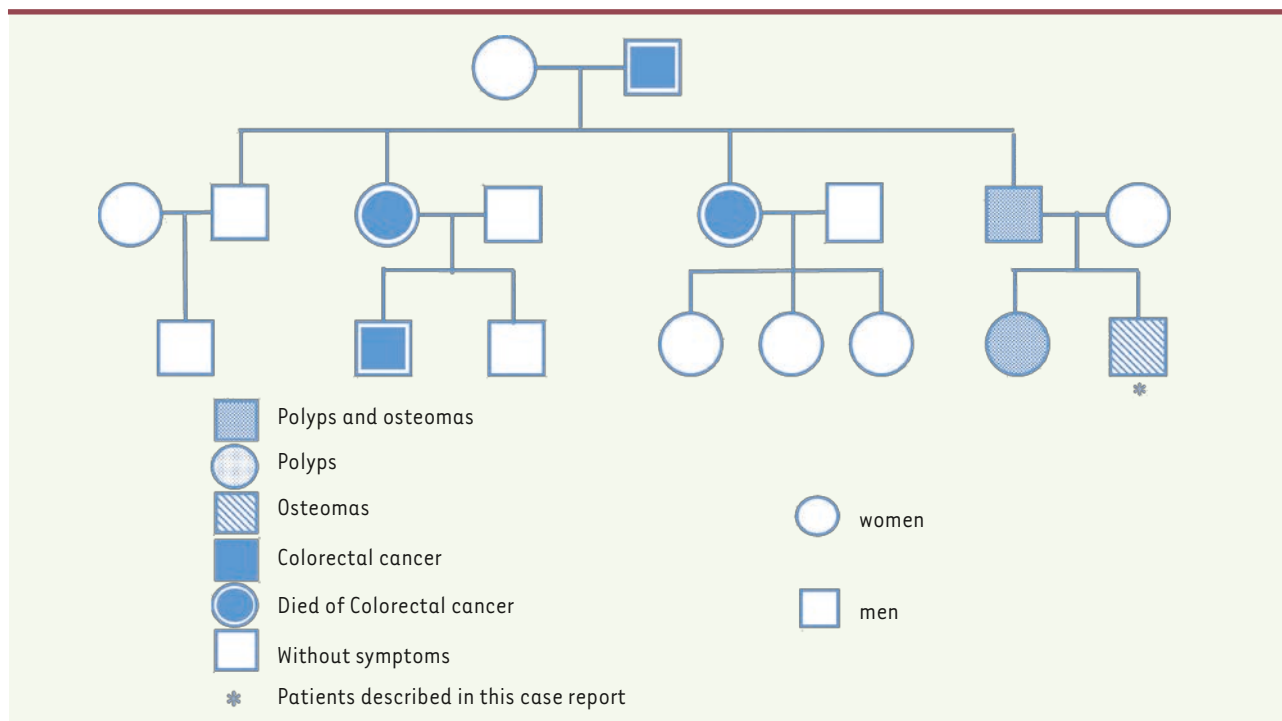 Polyps and osteomas
Polyps
Osteomas
Colorectal cancer
Died of Colorectal cancer
Without symptoms
* Patients described in this case report
women
men
*